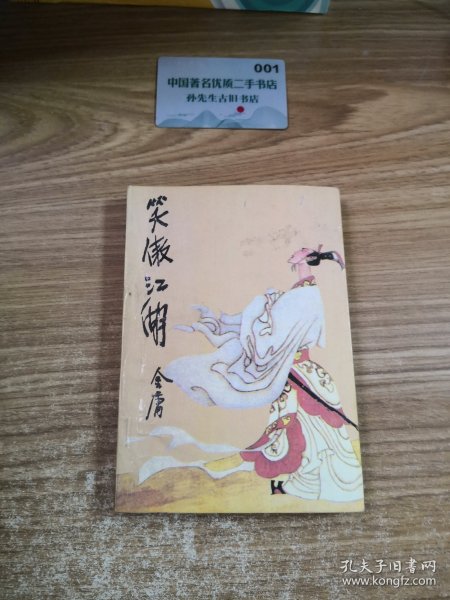 001
中国著名优质二手书店
孙先生古旧书店
笑傲江湖
金庸
孔夫子旧书网
www.kongfz.com